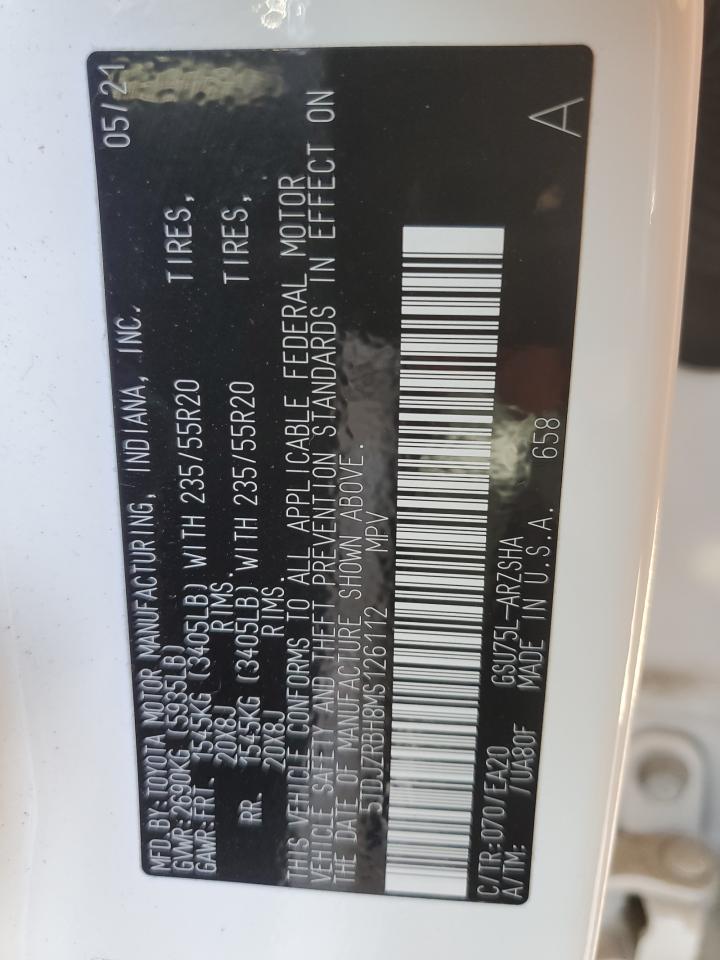 MFD. BY: TOYOTA MOTOR MANUFACTURING, INDIANA, INC. 05/21
GVWR: 2690KG (5935LB)
GAWR: FRT. 1545KG (3405LB) WITH 235/55R20 TIRES,
20X8J RIMS.
RR. 1545KG (3405LB) WITH 235/55R20 TIRES,
20X8J RIMS.
THIS VEHICLE CONFORMS TO ALL APPLICABLE FEDERAL MOTOR
VEHICLE SAFETY AND THEFT PREVENTION STANDARDS IN EFFECT ON
THE DATE OF MANUFACTURE SHOWN ABOVE.
5TDJZRBH8MS126112 MPV
C/TR: 070/EA20 GSU75L-ARZSHA
A/TM: /UA80F MADE IN U.S.A. 658 A